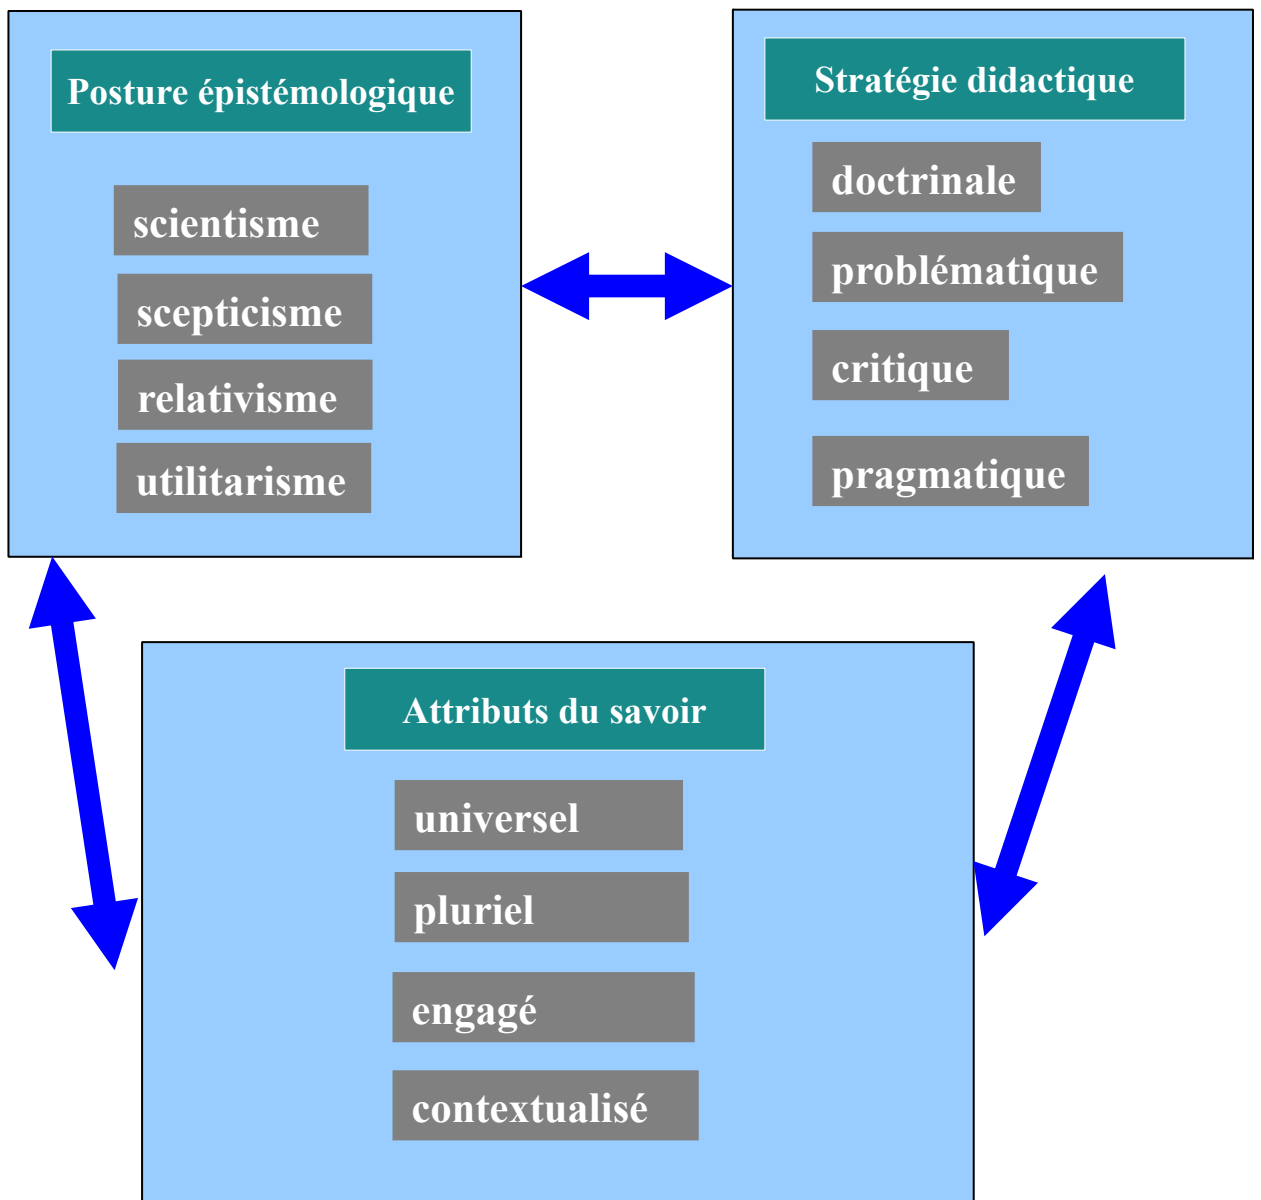 Posture épistémologique
scientisme
scepticisme
relativisme
utilitarisme
Stratégie didactique
doctrinale
problématique
critique
pragmatique
Attributs du savoir
universel
pluriel
engagé
contextualisé